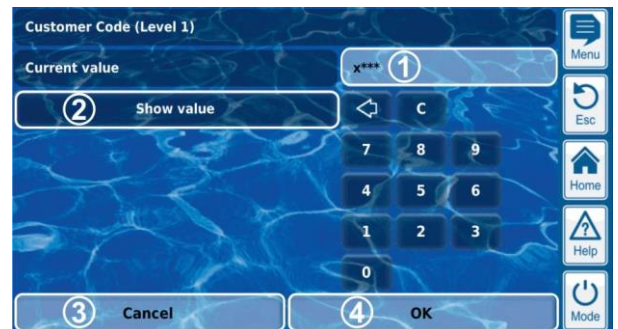 Customer Code (Level 1)
Menu
Current value
x*** 1
2 Show value
C
Esc
7 8 9
4 5 6
Home
1 2 3
Help
0
3 Cancel
4 OK
Mode